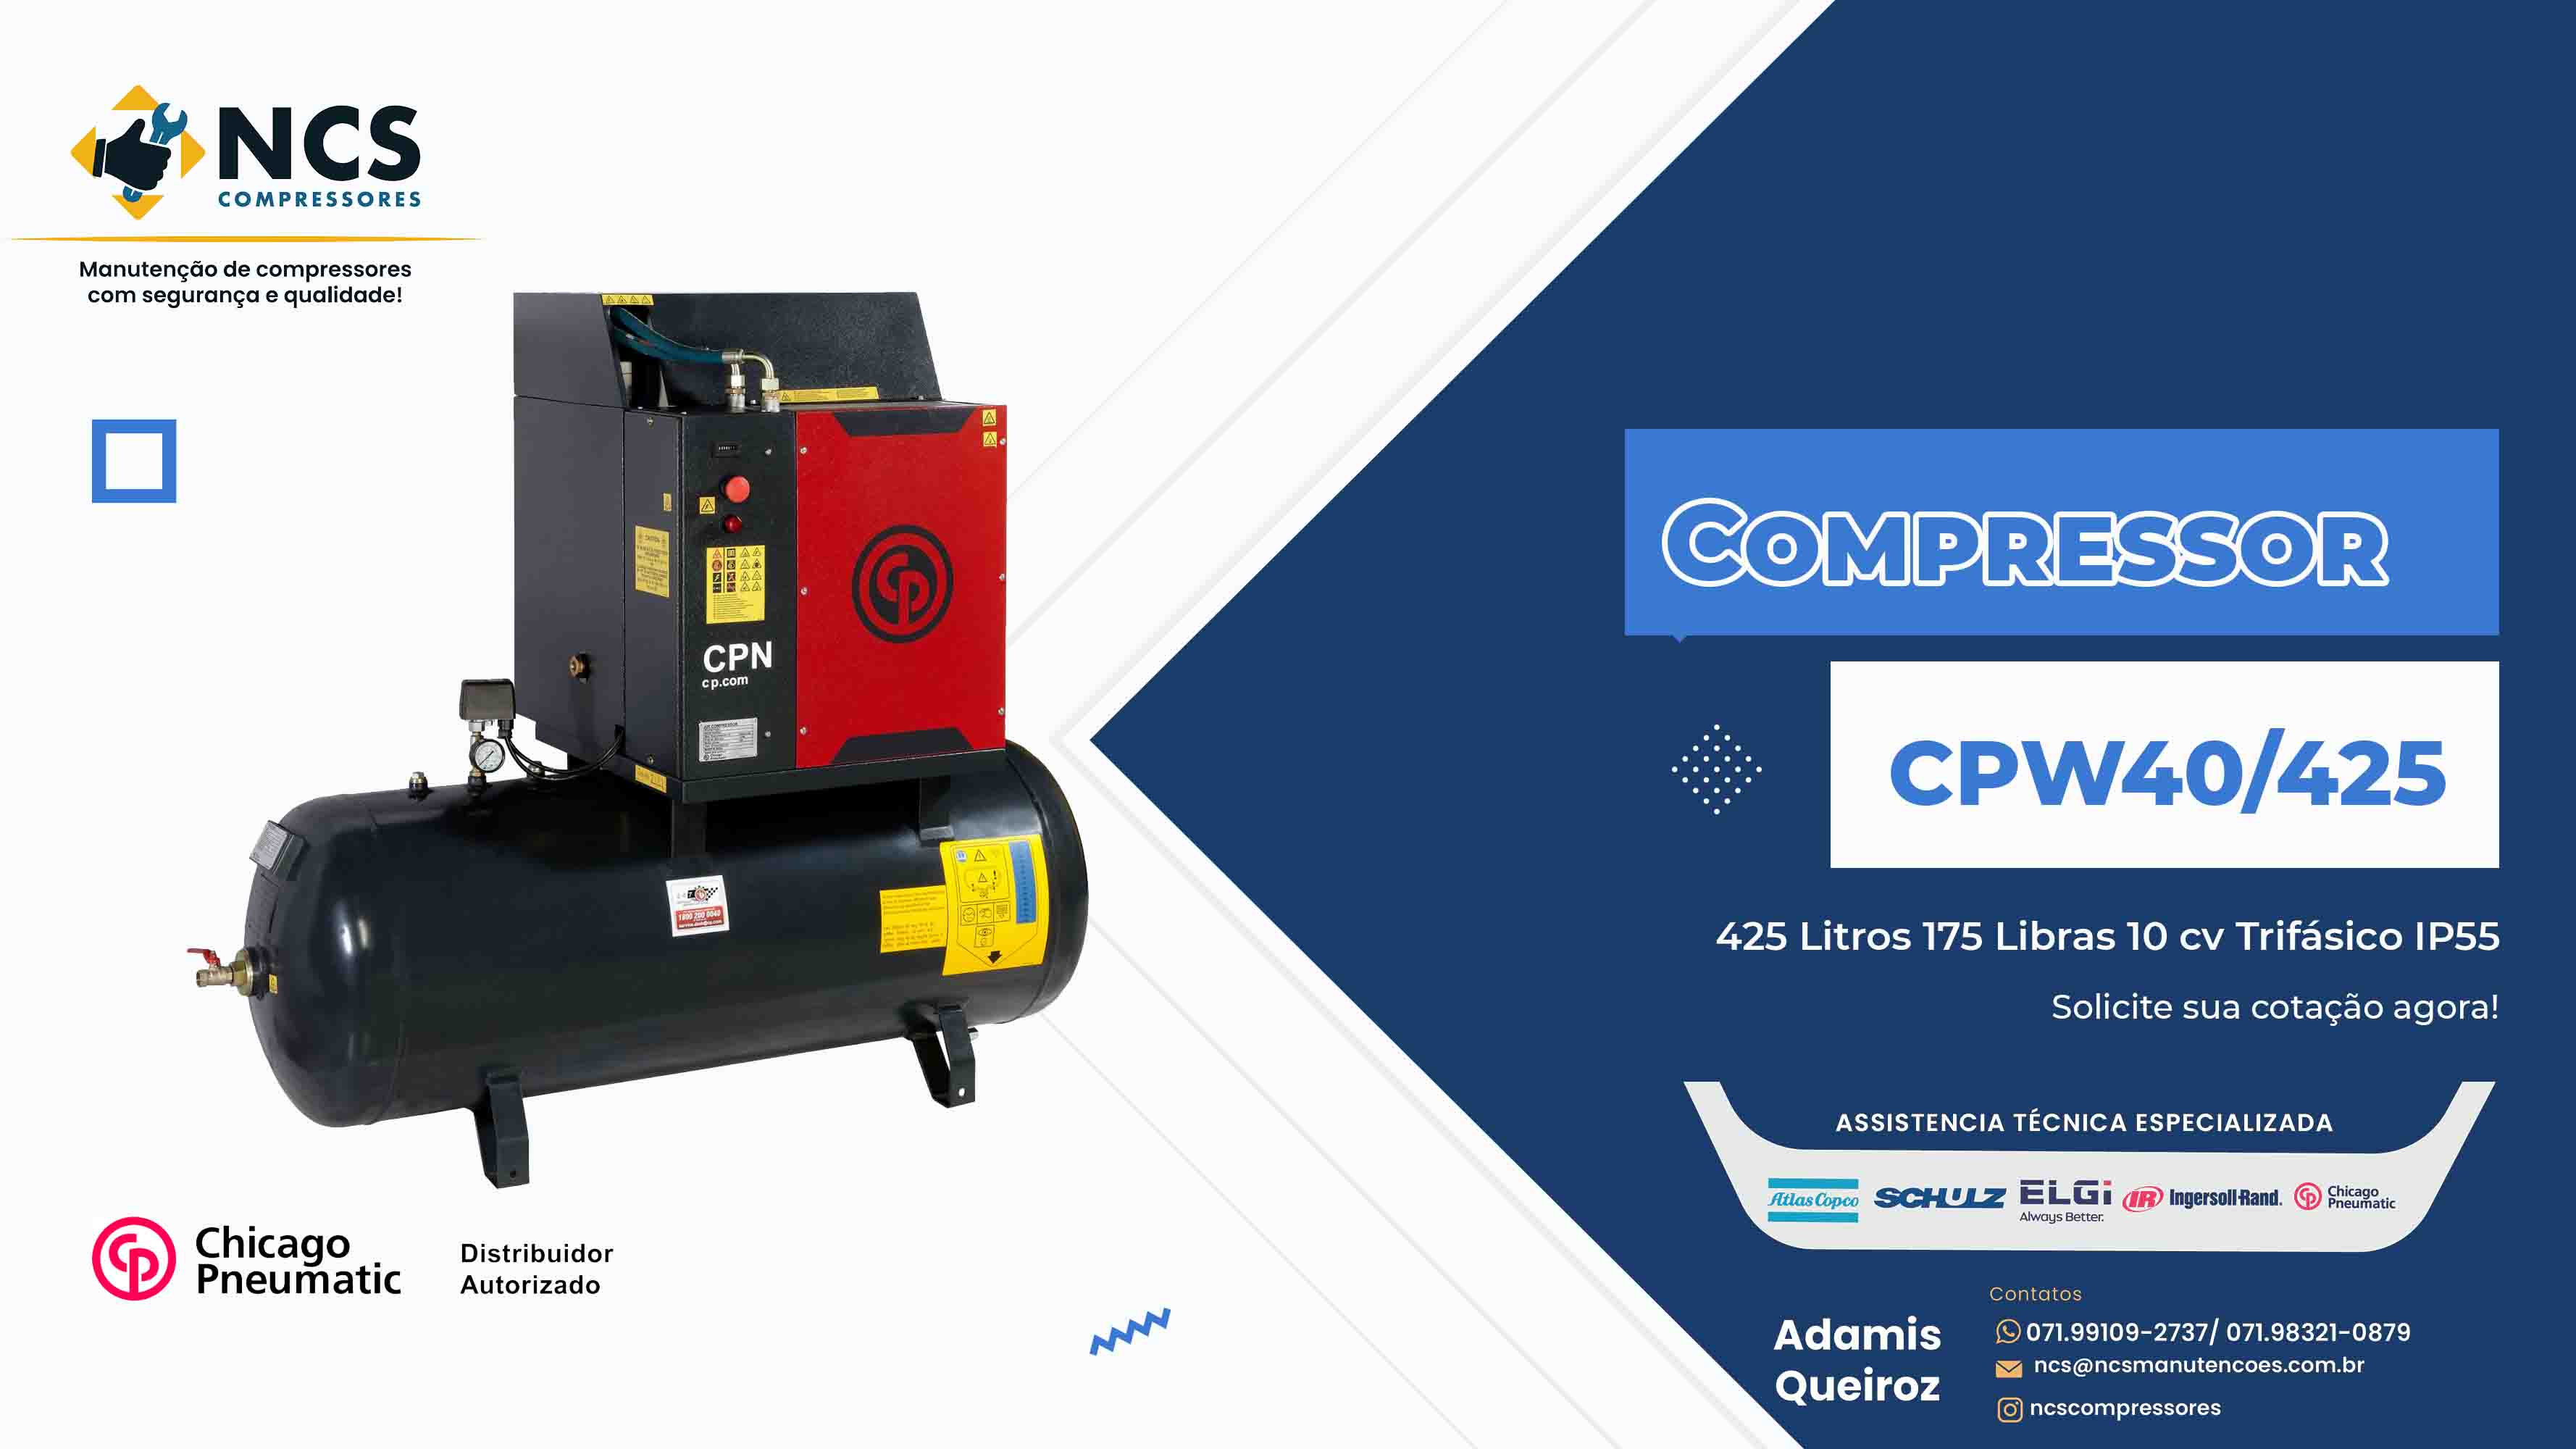 NCS
COMPRESSORES
Manutenção de compressores
com segurança e qualidade!
CPN
cp.com
1800 200 0040
Chicago
Pneumatic
Distribuidor
Autorizado
COMPRESSOR
CPW40/425
425 Litros 175 Libras 10 cv Trifásico IP55
Solicite sua cotação agora!
ASSISTENCIA TÉCNICA ESPECIALIZADA
Atlas Copco SCHULZ ELGi Ingersoll-Rand. Chicago Pneumatic
Always Better.
Adamis
Queiroz
Contatos
071.99109-2737/ 071.98321-0879
ncs@ncsmanutencoes.com.br
ncscompressores